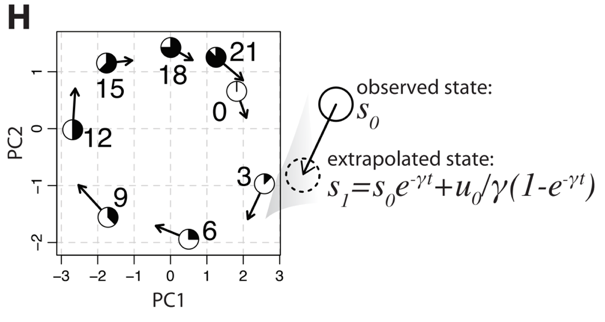 H
21
15
18
0
12
3
9
6
PC2
1
0
−1
−2
−3 −2 −1 0 1 2 3
PC1
observed state:
s₀
extrapolated state:
s₁=s₀e^-γt+u₀/γ(1-e^-γt)